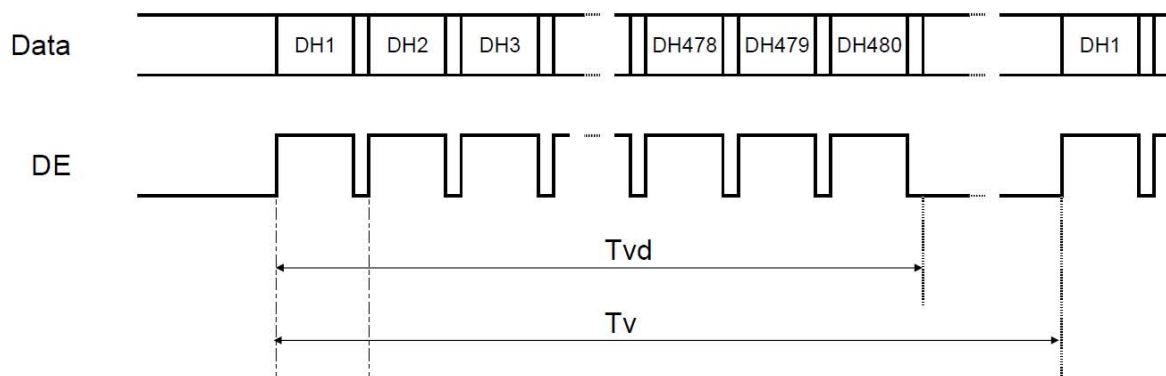 Data DH1 DH2 DH3 DH478 DH479 DH480 DH1
DE
Tvd
Tv